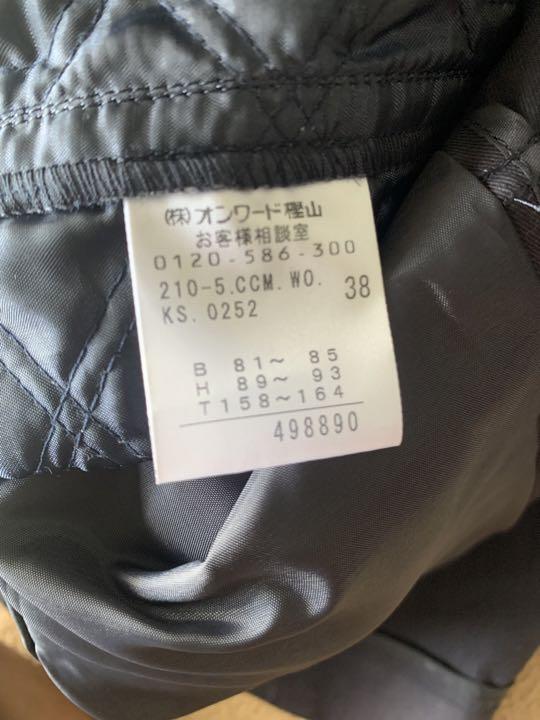 (株)オンワード樫山
お客様相談室
0120-586-300
210-5.CCM.WO. 38
KS.0252
B 81～ 85
H 89～ 93
T 158～164
498890